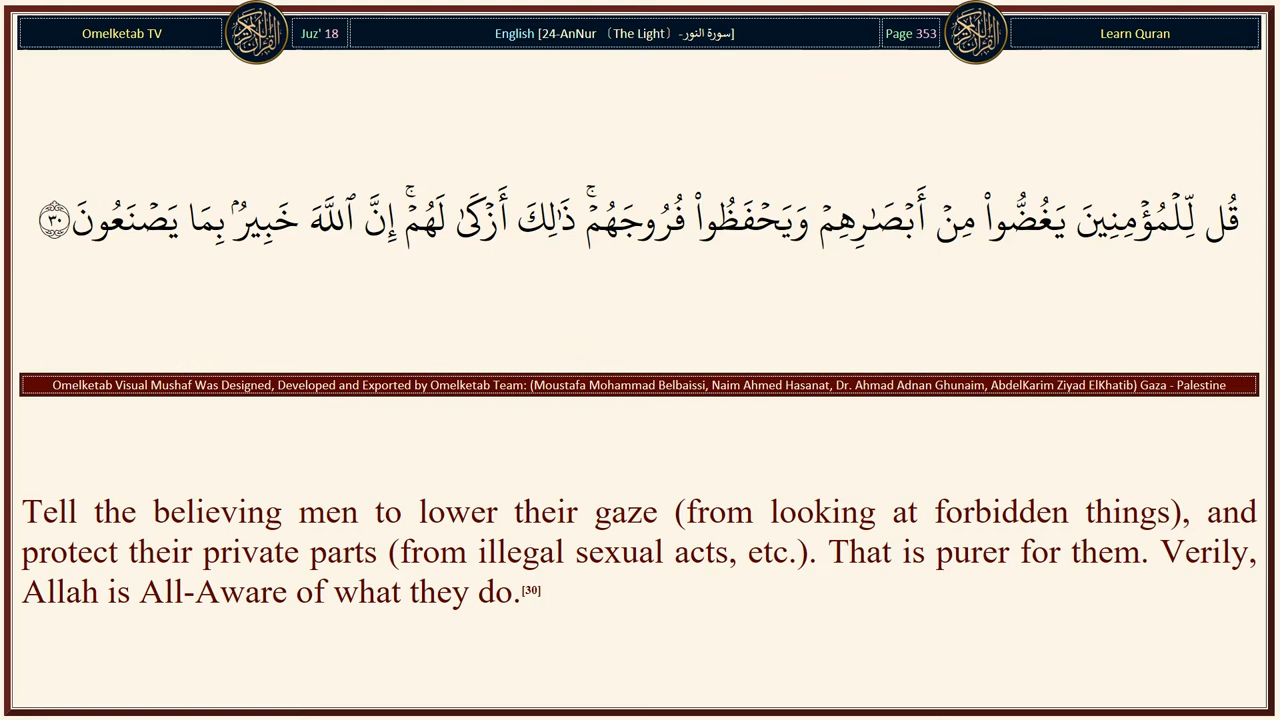 Omelketab TV
Juz' 18
English [24-AnNur 〔The Light〕-سورة النور]
Page 353
Learn Quran
قُل لِّلْمُؤْمِنِينَ يَغُضُّوا۟ مِنْ أَبْصَـٰرِهِمْ وَيَحْفَظُوا۟ فُرُوجَهُمْ ۚ ذَٰلِكَ أَزْكَىٰ لَهُمْ ۚ إِنَّ ٱللَّهَ خَبِيرٌۢ بِمَا يَصْنَعُونَ ٣٠
Omelketab Visual Mushaf Was Designed, Developed and Exported by Omelketab Team: (Moustafa Mohammad Belbaissi, Naim Ahmed Hasanat, Dr. Ahmad Adnan Ghunaim, AbdelKarim Ziyad ElKhatib) Gaza - Palestine
Tell the believing men to lower their gaze (from looking at forbidden things), and
protect their private parts (from illegal sexual acts, etc.). That is purer for them. Verily,
Allah is All-Aware of what they do.[30]